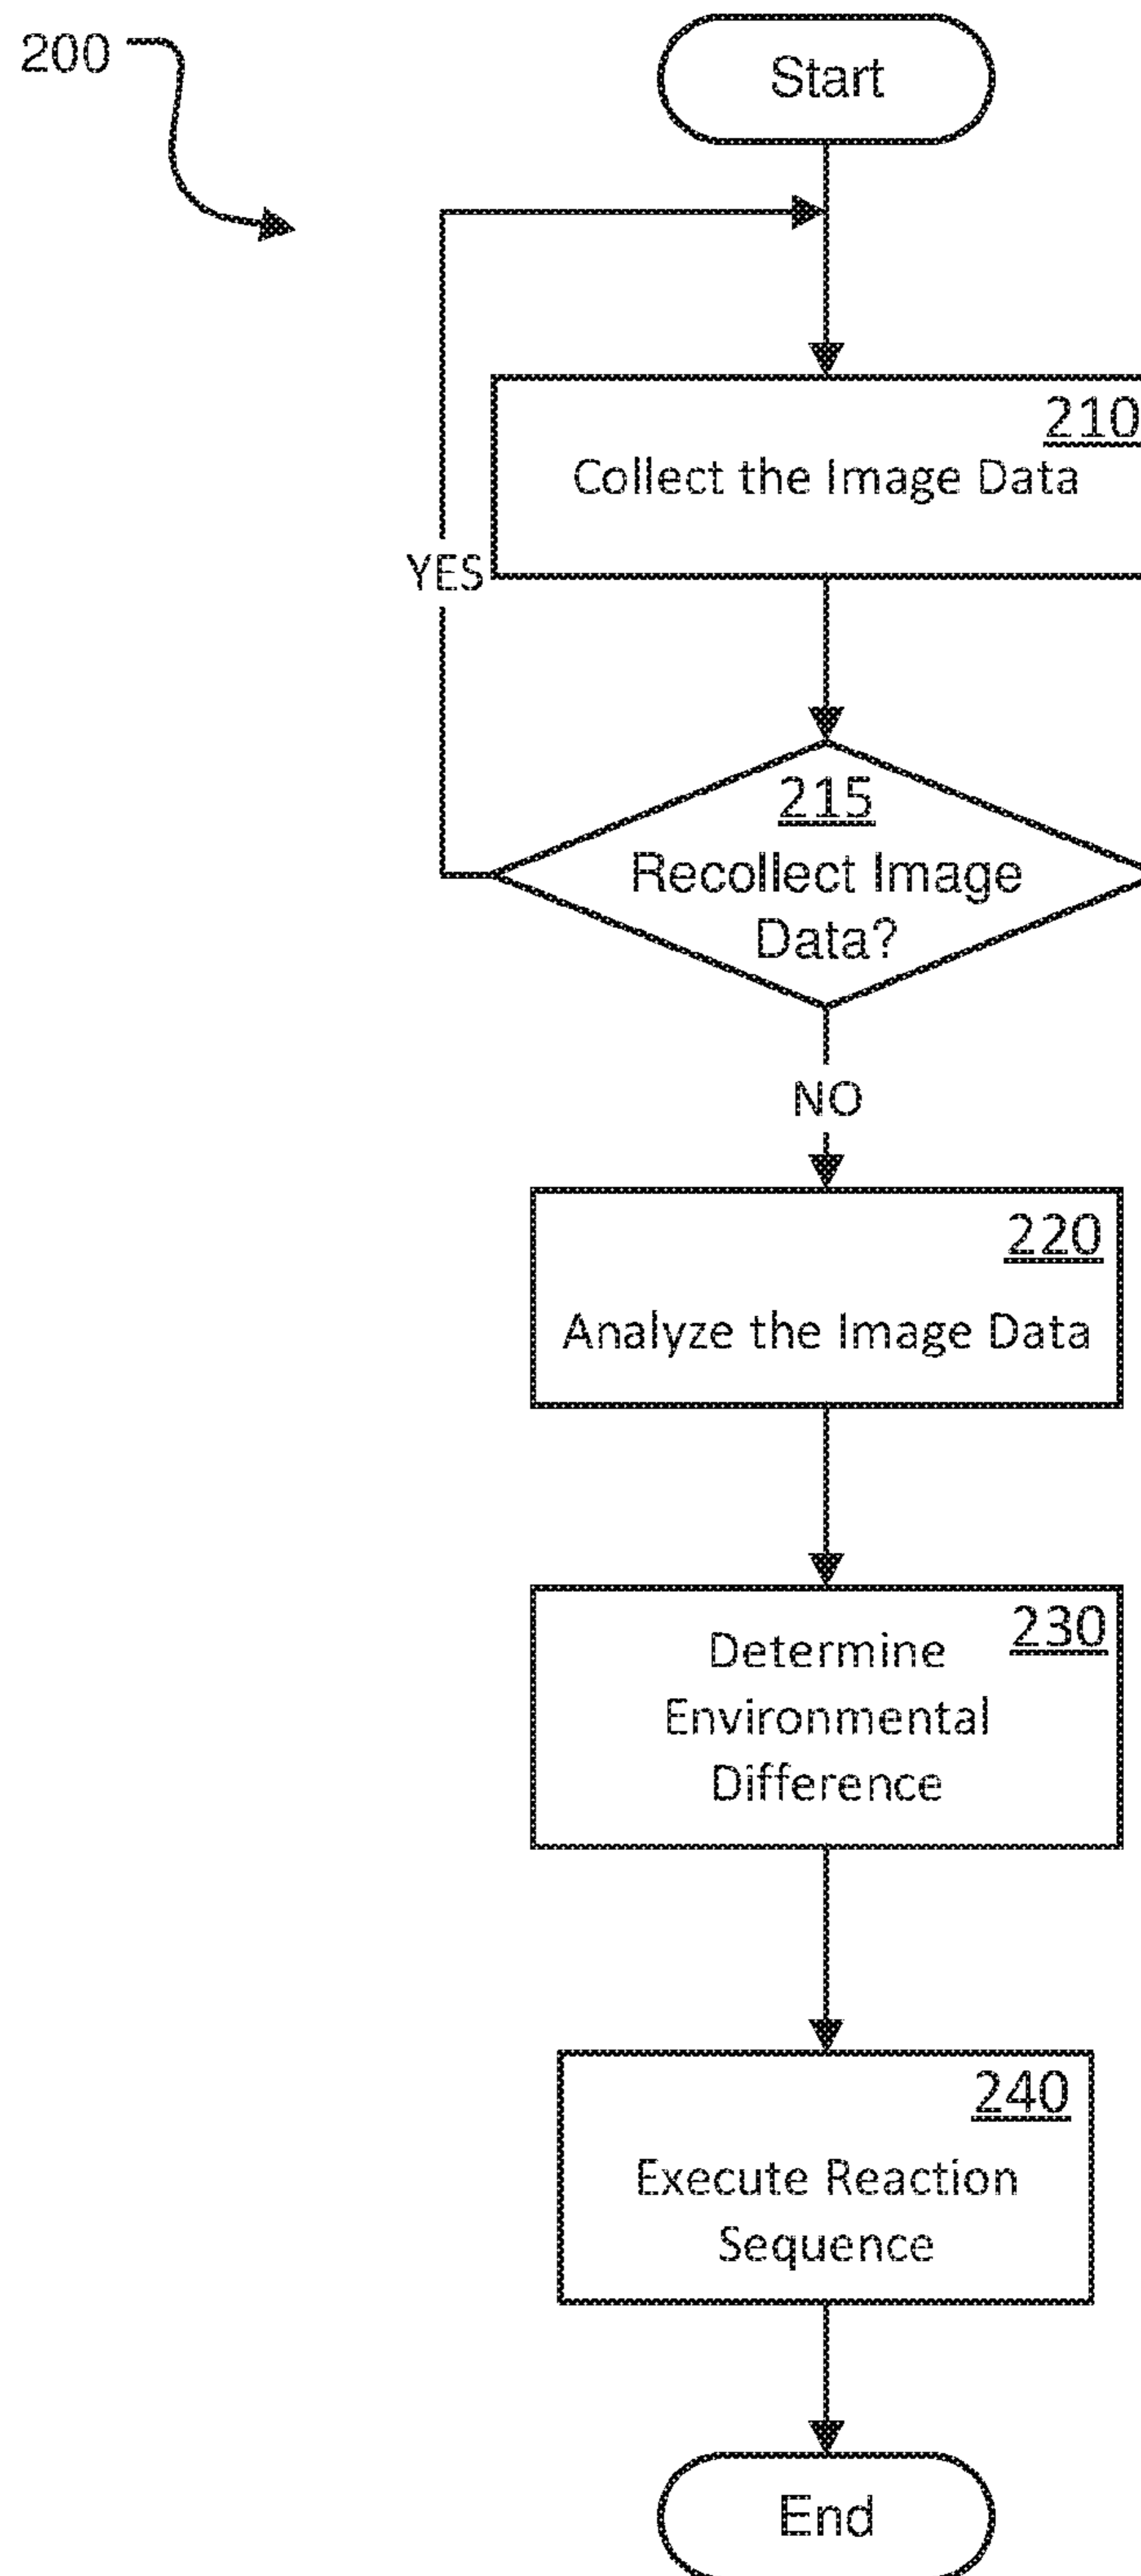 200
Start
210
Collect the Image Data
YES
215
Recollect Image
Data?
NO
220
Analyze the Image Data
230
Determine
Environmental
Difference
240
Execute Reaction
Sequence
End